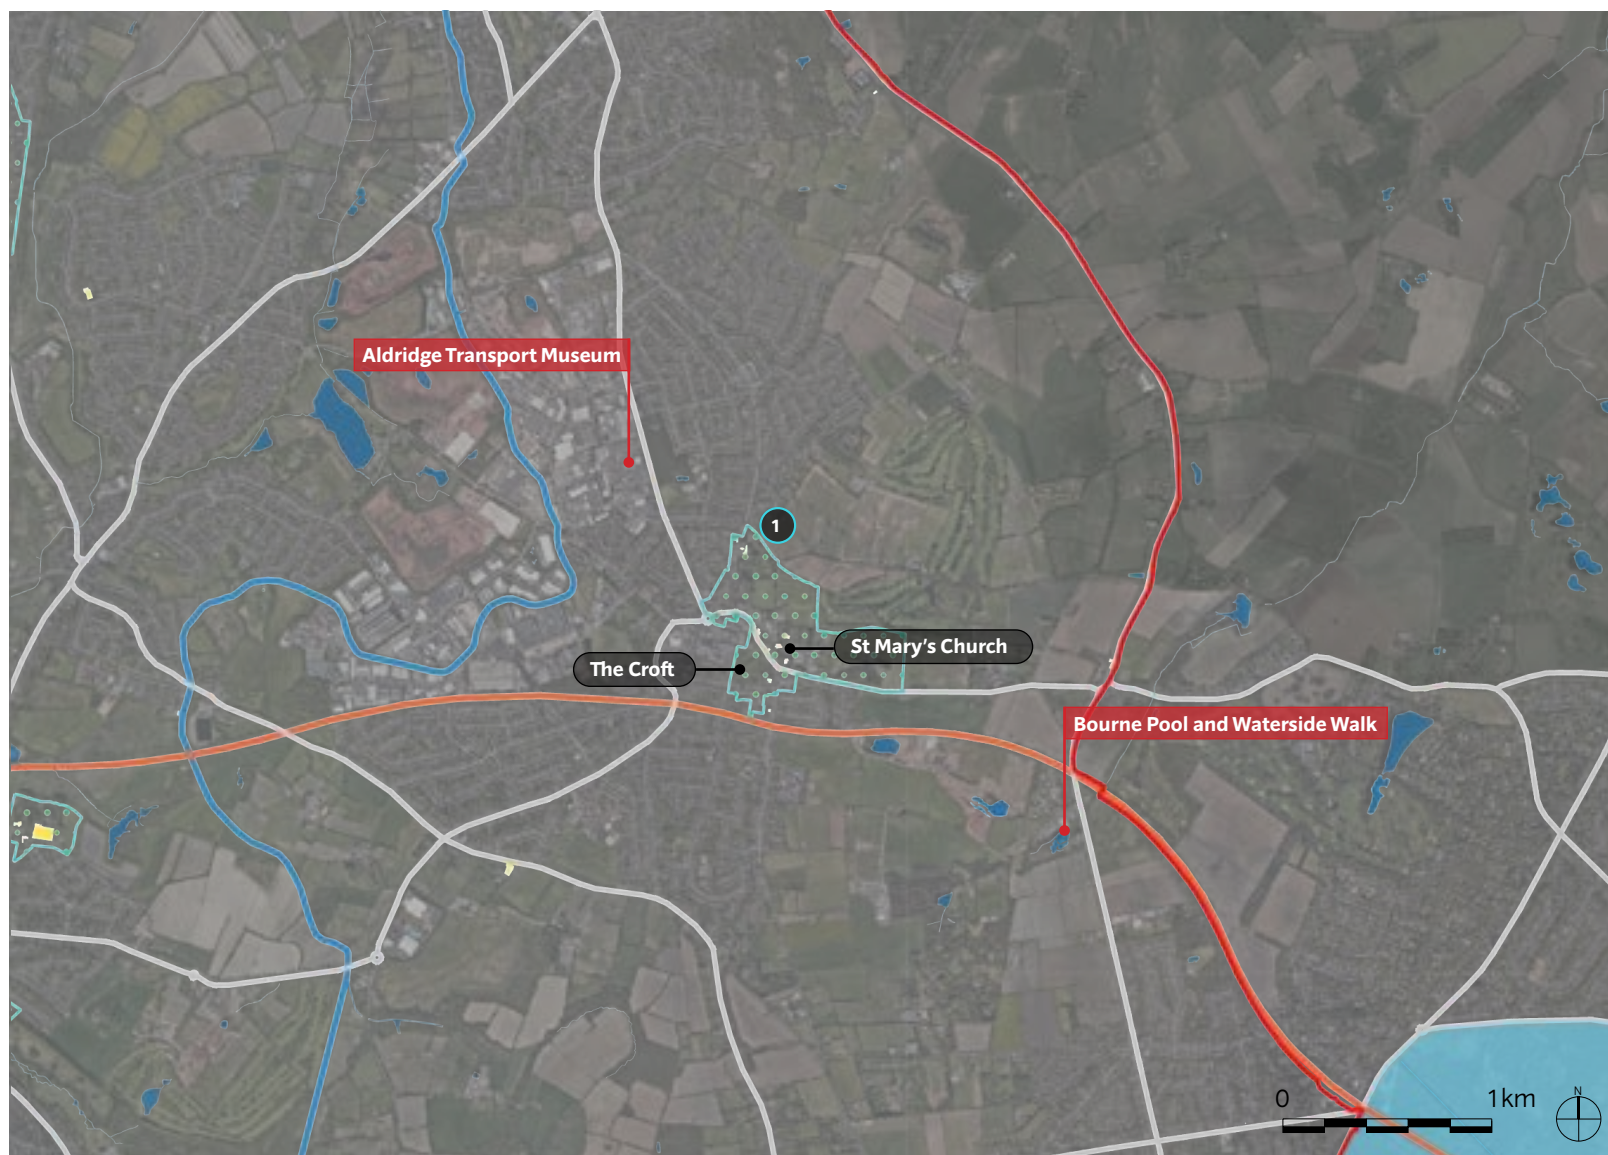 Aldridge Transport Museum
1
St Mary’s Church
The Croft
Bourne Pool and Waterside Walk
0 1km
N